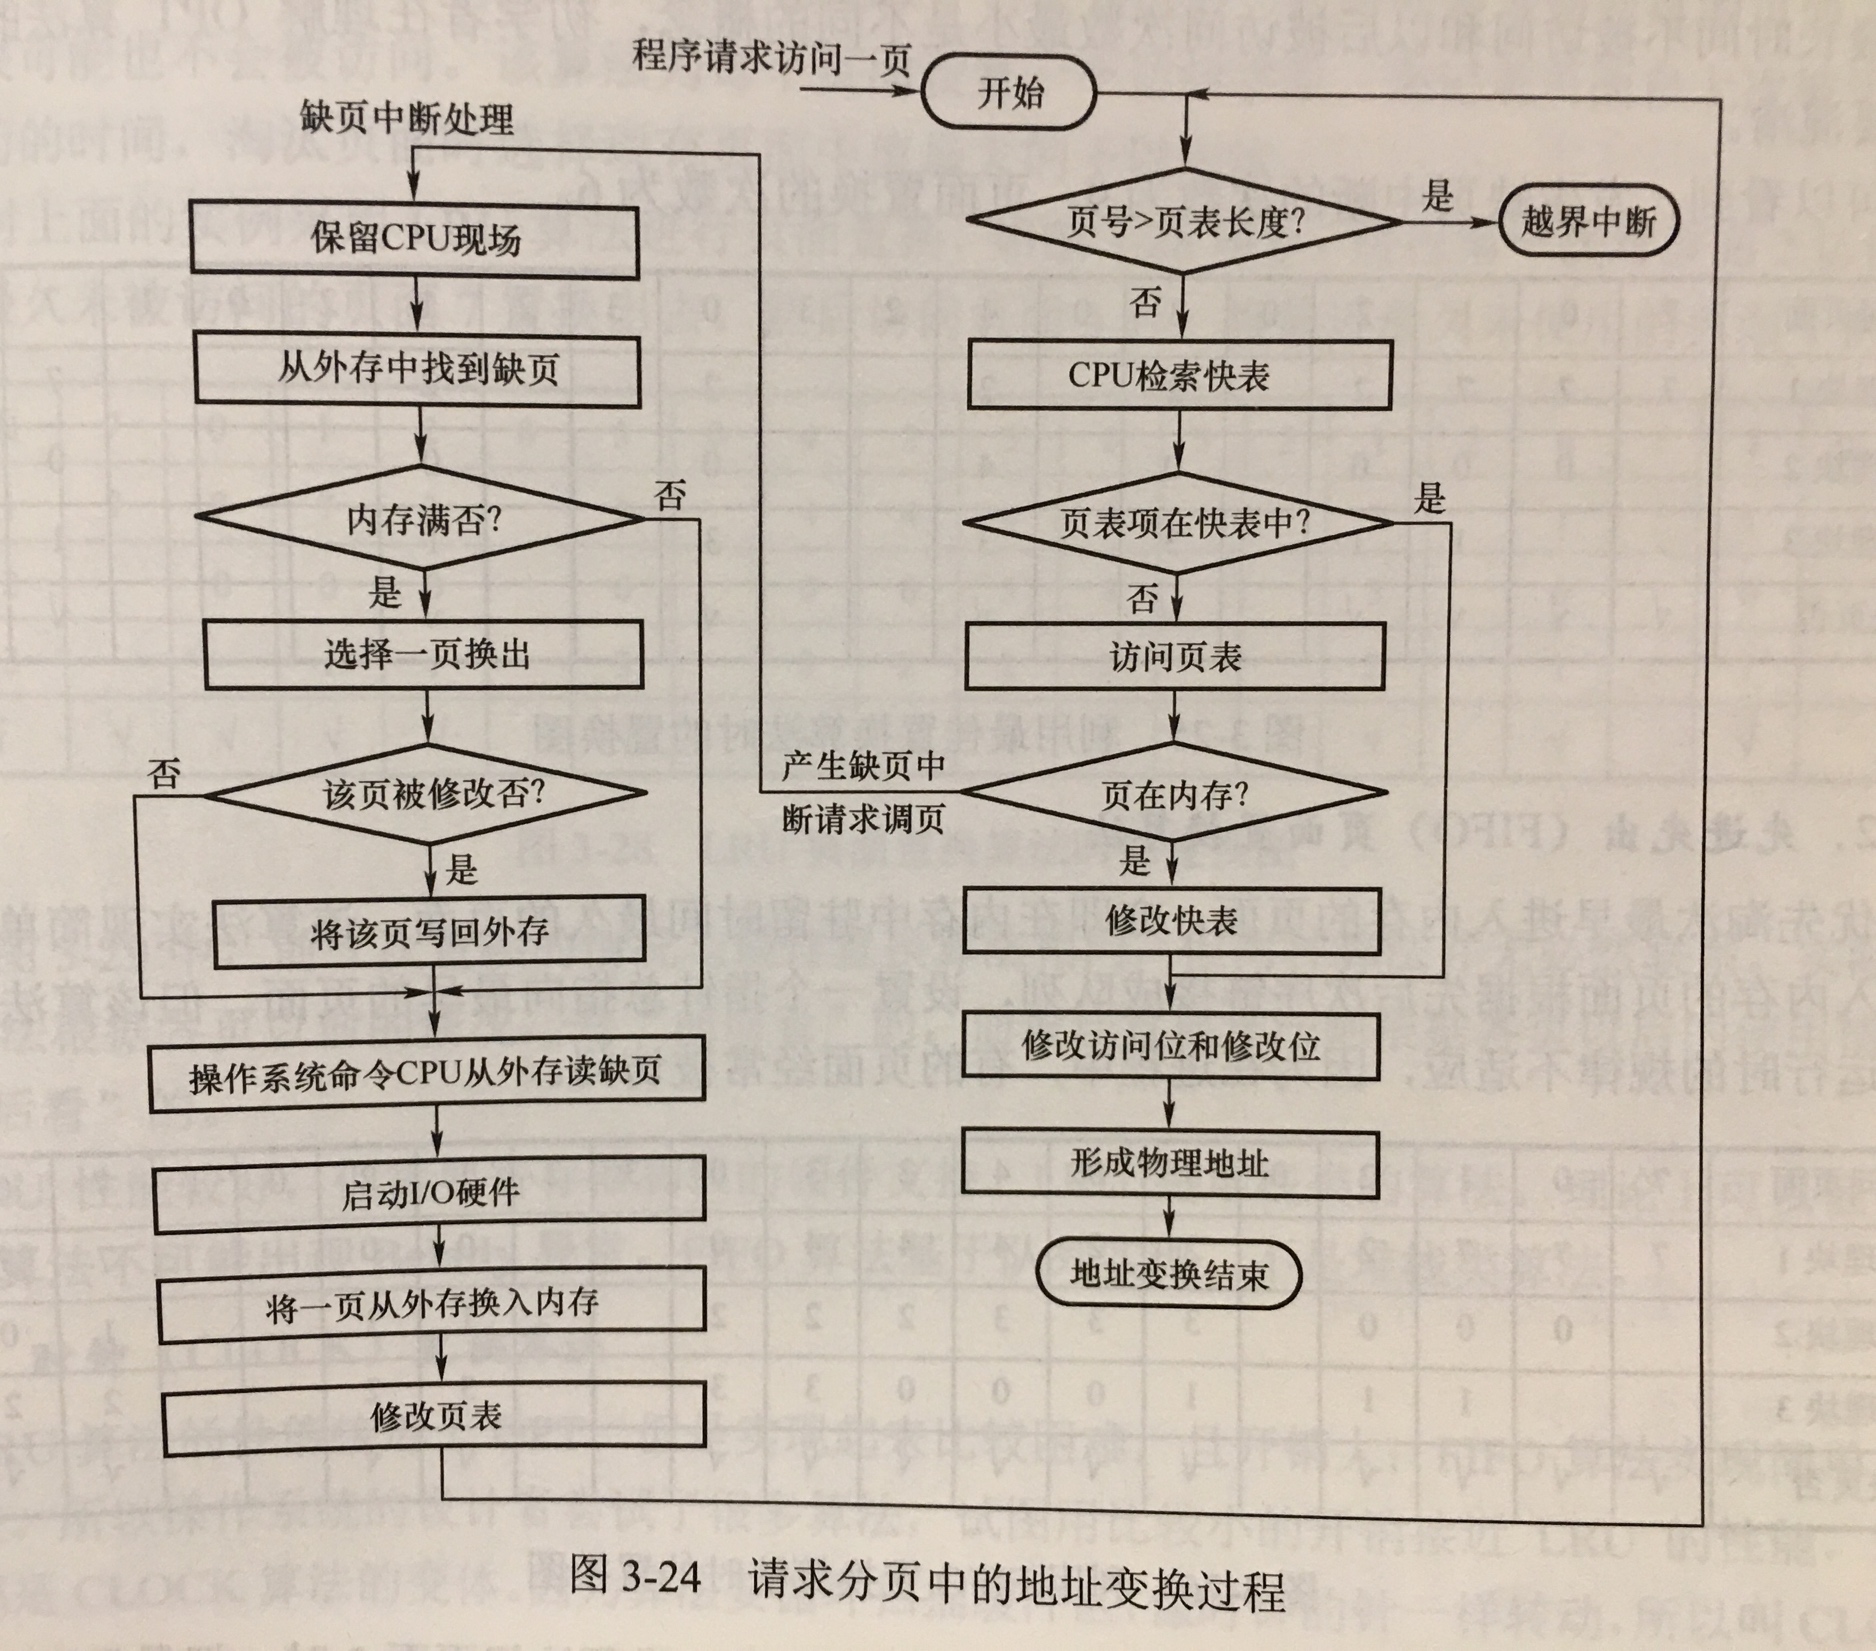 程序请求访问一页
开始
缺页中断处理
保留CPU现场
从外存中找到缺页
内存满否?
否
是
选择一页换出
该页被修改否?
否
是
将该页写回外存
操作系统命令CPU从外存读缺页
启动I/O硬件
将一页从外存换入内存
修改页表
页号>页表长度?
是
越界中断
否
CPU检索快表
页表项在快表中?
是
否
访问页表
页在内存?
产生缺页中
断请求调页
是
修改快表
修改访问位和修改位
形成物理地址
地址变换结束
图 3-24 请求分页中的地址变换过程